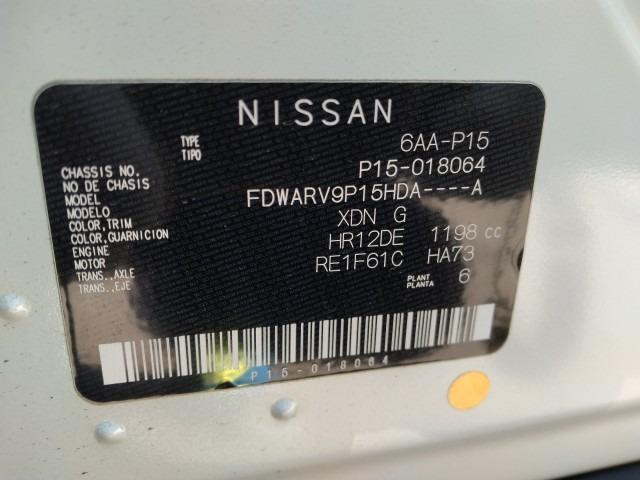 NISSAN
TYPE TIPO 6AA-P15
CHASSIS NO. NO DE CHASSIS P15-018064
MODEL MODELO FDWARV9P15HDA----A
COLOR,TRIM COLOR,GUARNICION XDN G
ENGINE MOTOR HR12DE 1198 cc
TRANS.,AXLE TRANS.,EJE RE1F61C HA73
PLANT PLANTA 6
P15-018064